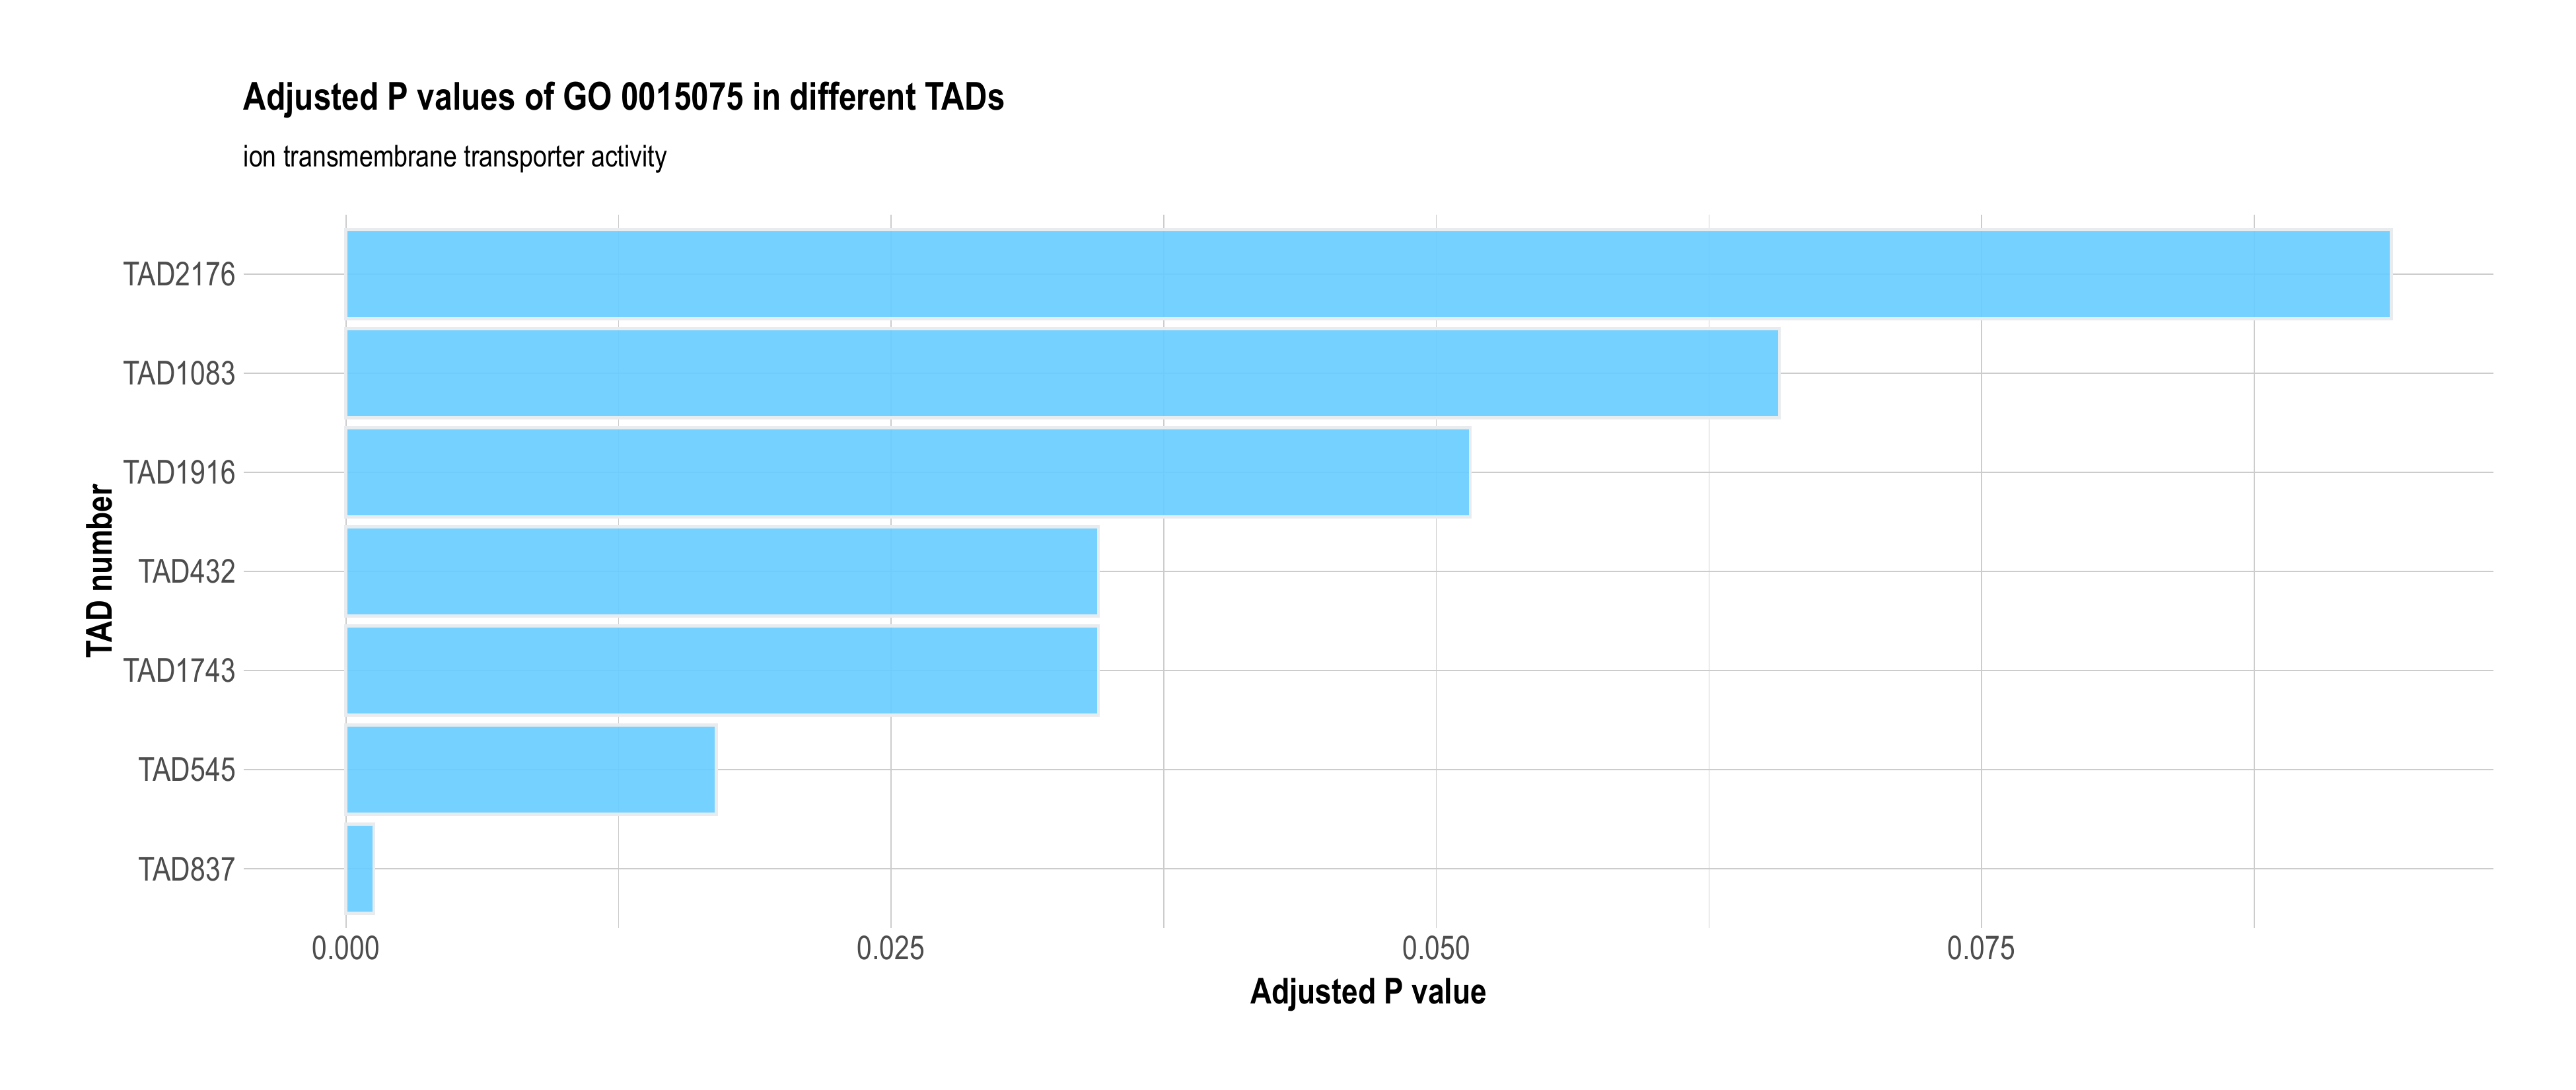 Adjusted P values of GO 0015075 in different TADs
ion transmembrane transporter activity
TAD number
TAD2176
TAD1083
TAD1916
TAD432
TAD1743
TAD545
TAD837
0.000 0.025 0.050 0.075
Adjusted P value